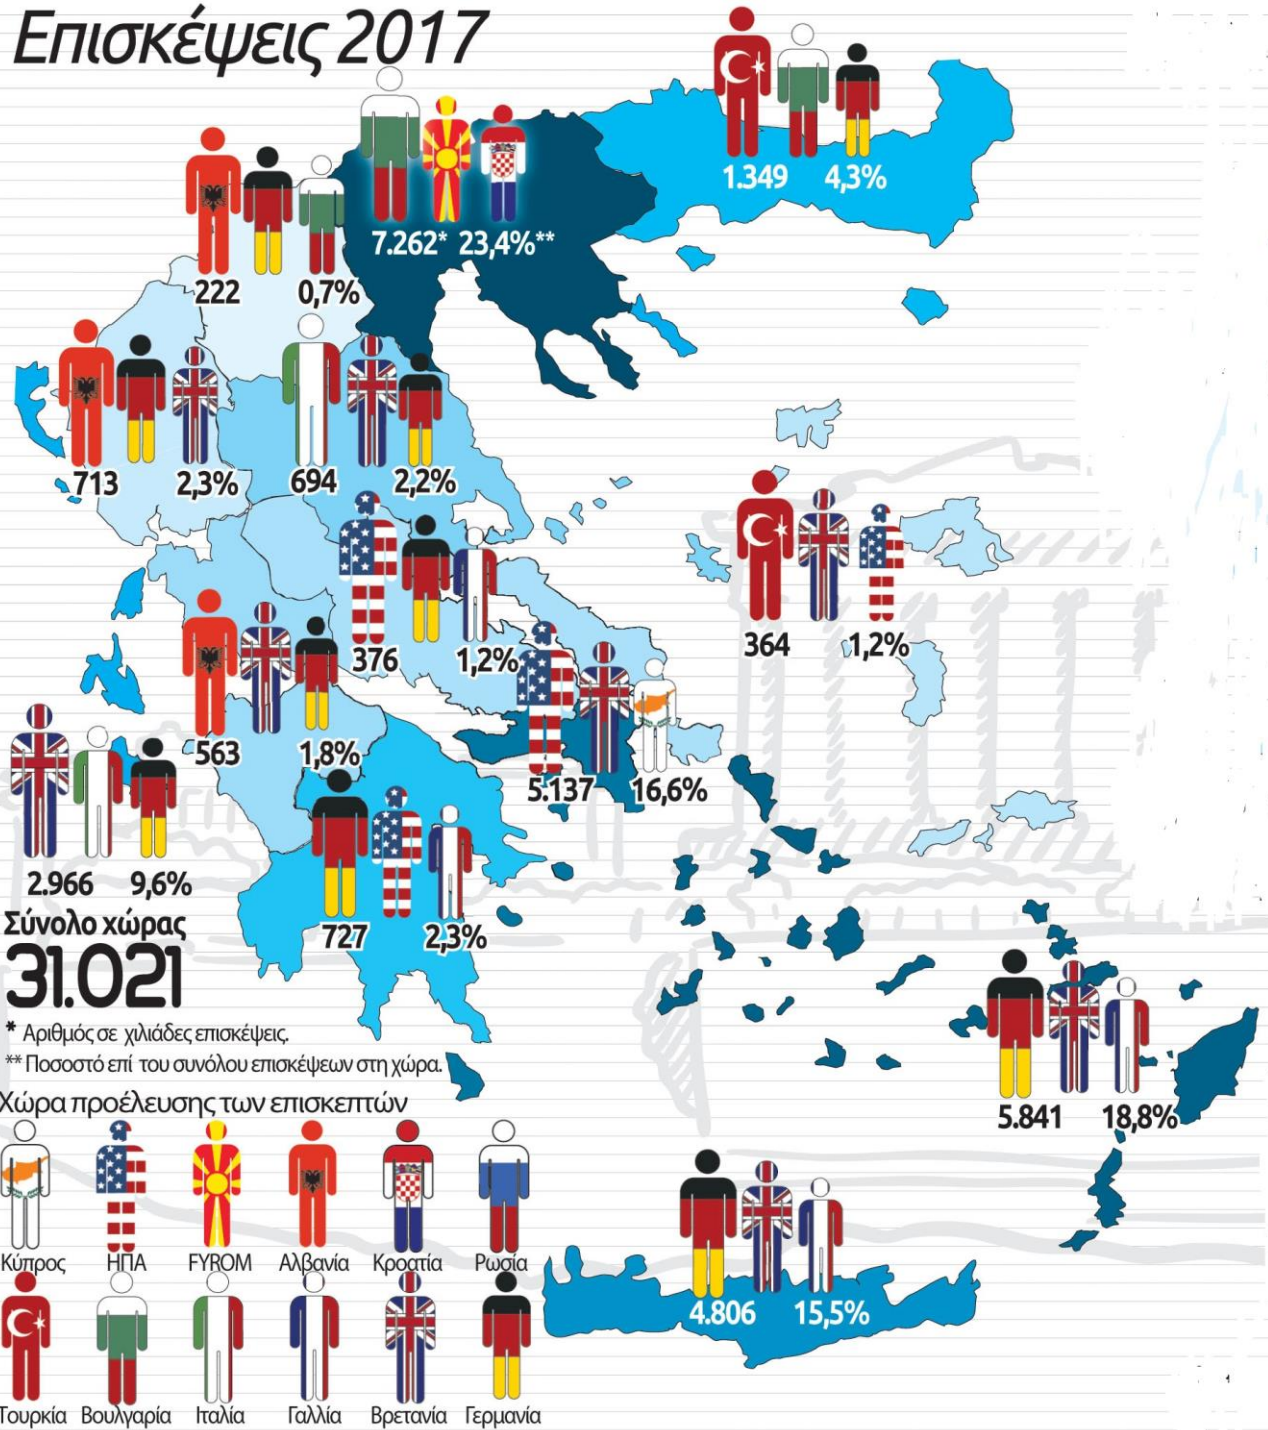 Επισκέψεις 2017
1.349 4,3%
7.262* 23,4%**
222 0,7%
713 2,3%
694 2,2%
376 1,2%
364 1,2%
563 1,8%
5.137 16,6%
2.966 9,6%
727 2,3%
Σύνολο χώρας
31.021
* Αριθμός σε χιλιάδες επισκέψεις.
** Ποσοστό επί του συνόλου επισκέψεων στη χώρα.
5.841 18,8%
Χώρα προέλευσης των επισκεπτών
Κύπρος ΗΠΑ FYROM Αλβανία Κροατία Ρωσία
4.806 15,5%
Τουρκία Βουλγαρία Ιταλία Γαλλία Βρετανία Γερμανία